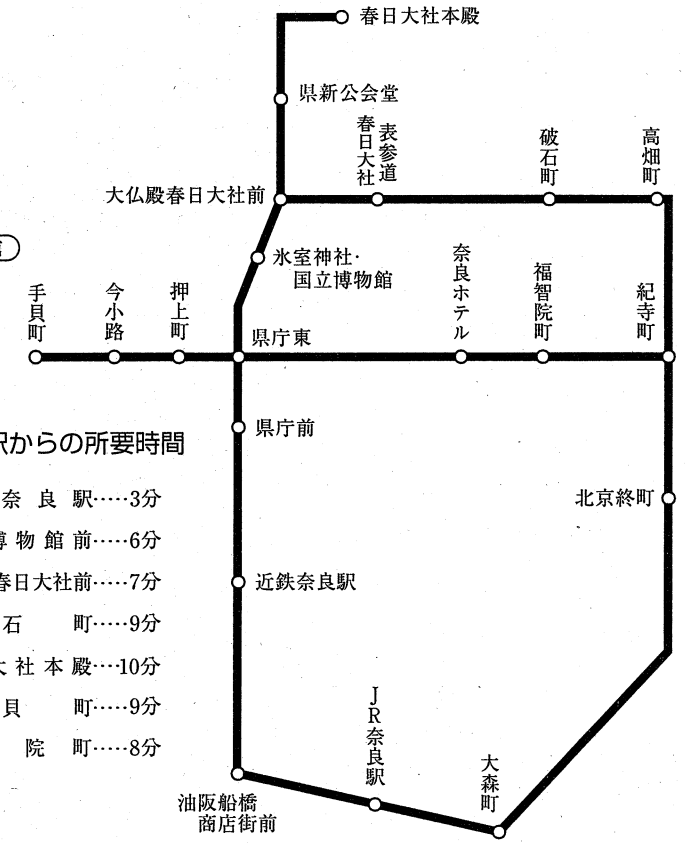 春日大社本殿
県新公会堂
春日大社
表参道
破石町
高畑町
大仏殿春日大社前
氷室神社・
国立博物館
奈良ホテル
福智院町
紀寺町
手貝町
今小路
押上町
県庁東
県庁前
駅からの所要時間
奈良駅‥‥‥3分
博物館前‥‥‥6分
春日大社前‥‥‥7分
石町‥‥‥9分
大社本殿‥‥10分
貝町‥‥‥9分
院町‥‥‥8分
北京終町
近鉄奈良駅
JR奈良駅
大森町
油阪船橋
商店街前